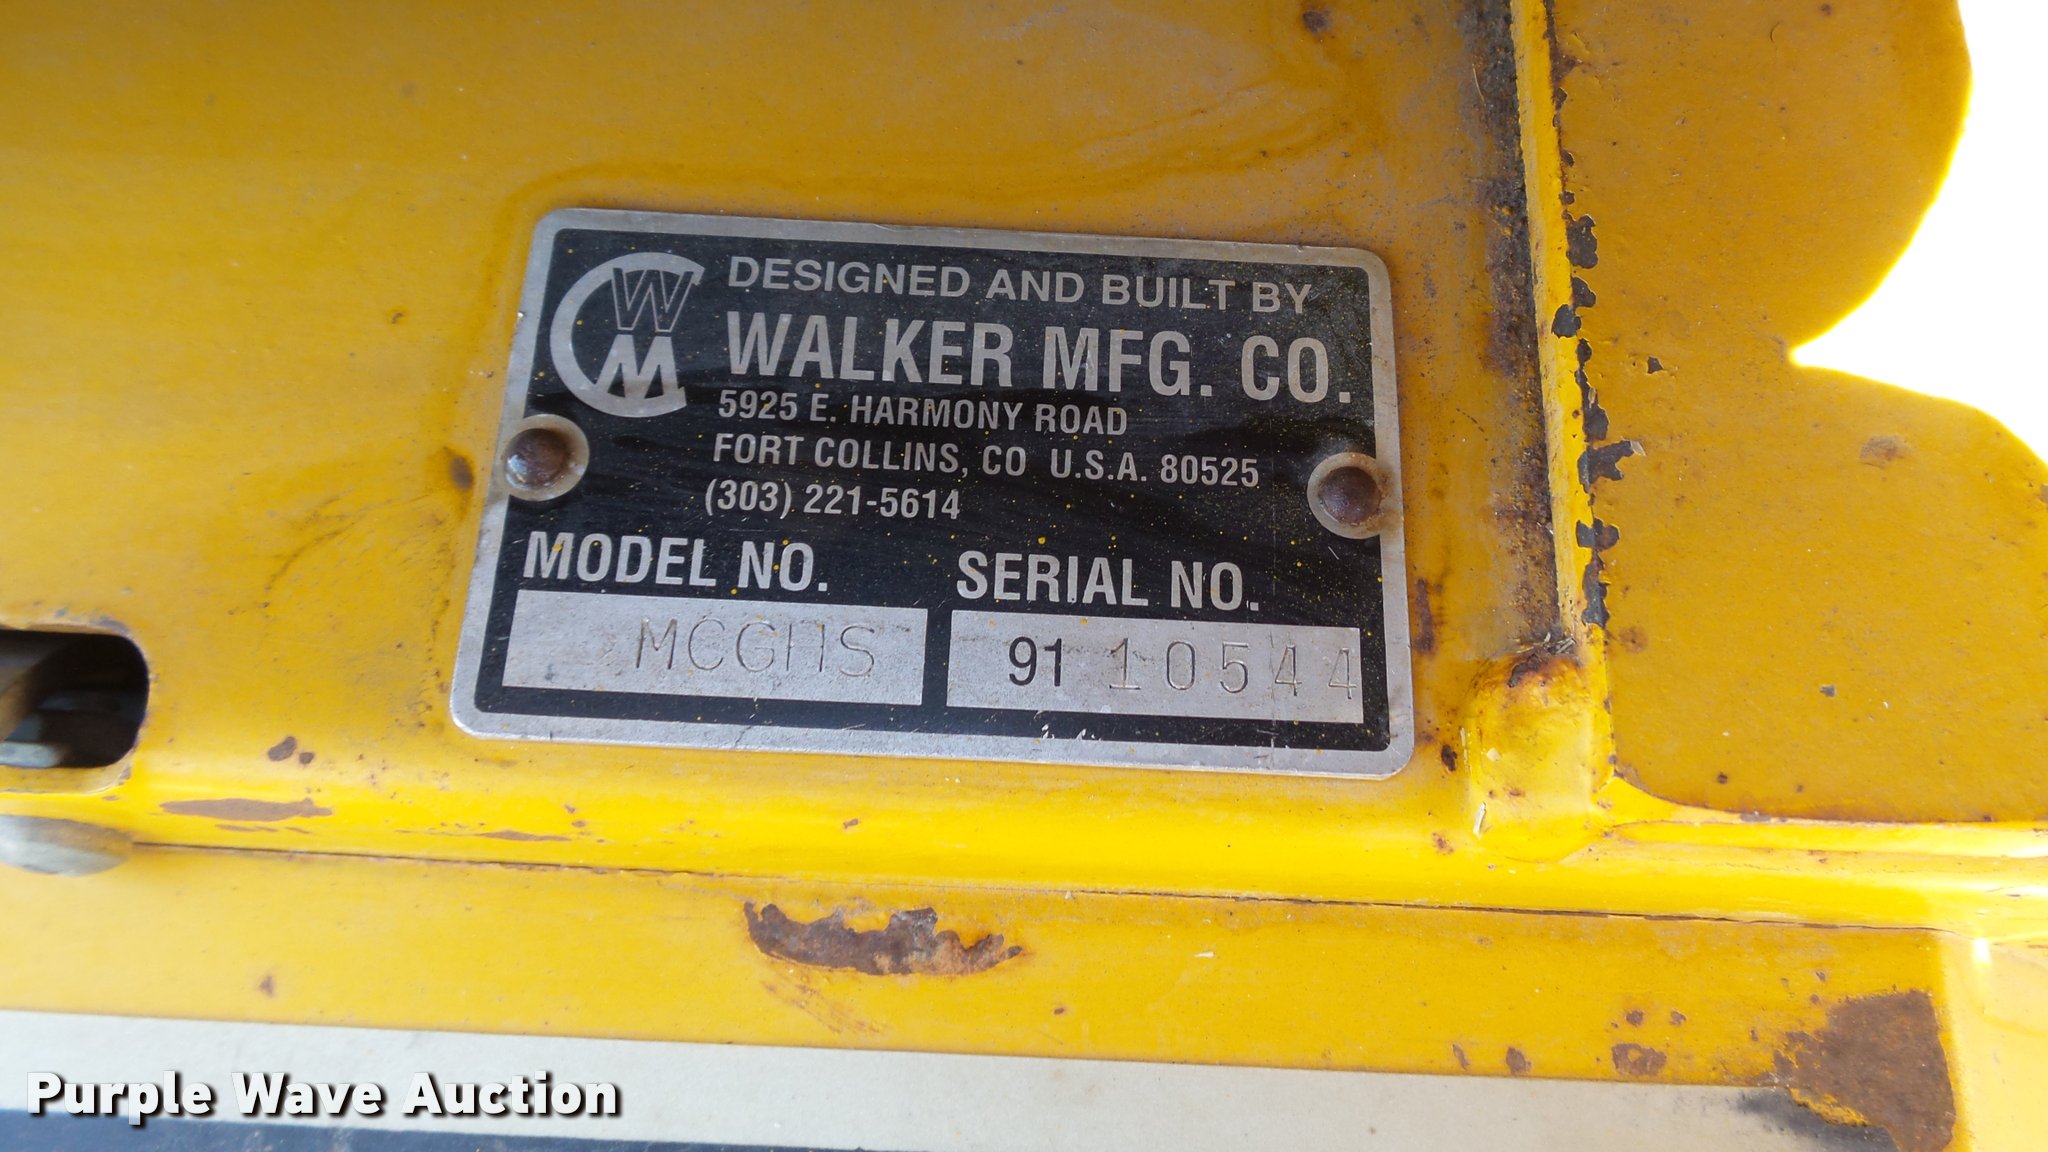 WM
DESIGNED AND BUILT BY
WALKER MFG. CO.
5925 E. HARMONY ROAD
FORT COLLINS, CO U.S.A. 80525
(303) 221-5614
MODEL NO. SERIAL NO.
MCGHS 91 10544
Purple Wave Auction